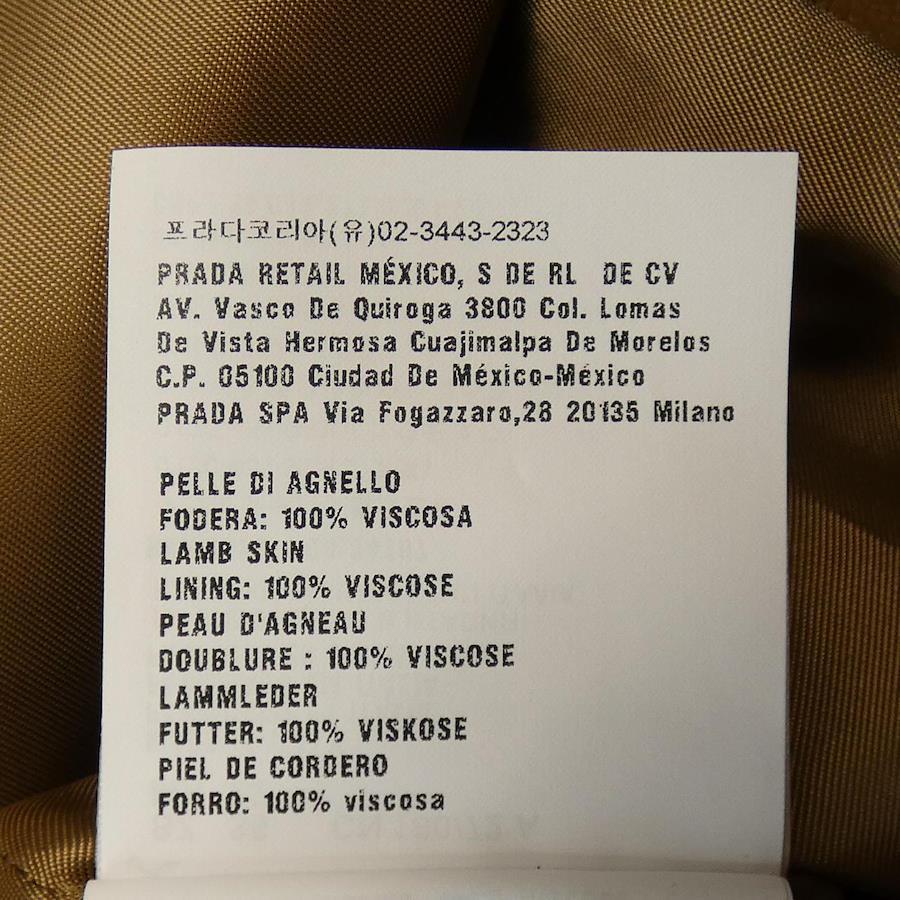 프라다코리아(유)02-3443-2323
PRADA RETAIL MÉXICO, S DE RL DE CV
AV. Vasco De Quiroga 3800 Col. Lomas
De Vista Hermosa Cuajimalpa De Morelos
C.P. 05100 Ciudad De México-México
PRADA SPA Via Fogazzaro,28 20135 Milano
PELLE DI AGNELLO
FODERA: 100% VISCOSA
LAMB SKIN
LINING: 100% VISCOSE
PEAU D'AGNEAU
DOUBLURE : 100% VISCOSE
LAMMLEDER
FUTTER: 100% VISKOSE
PIEL DE CORDERO
FORRO: 100% viscosa